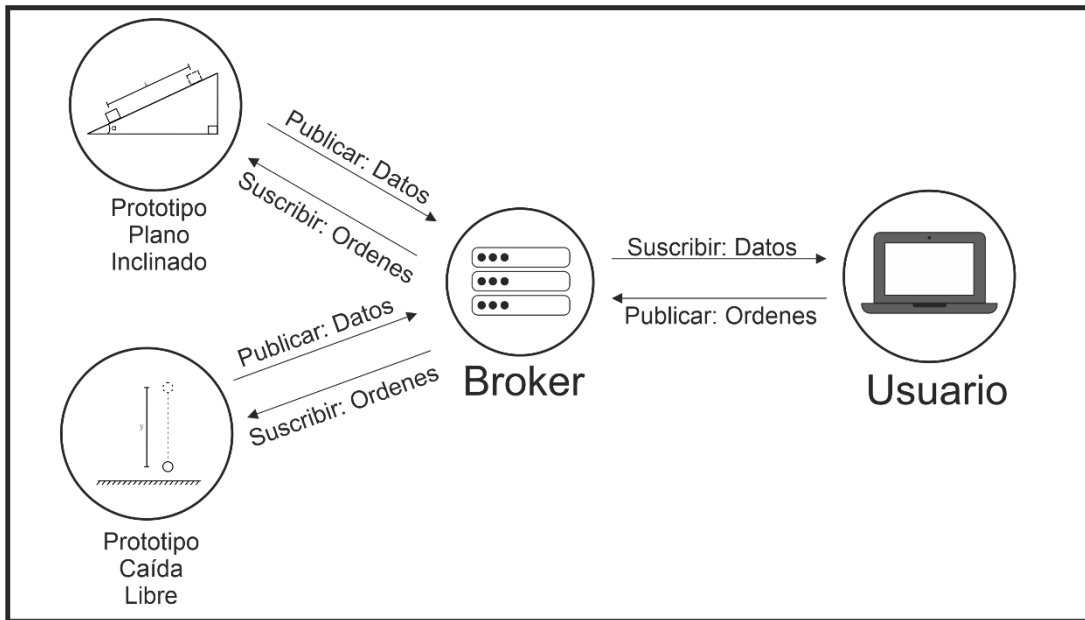 α
Prototipo
Plano
Inclinado
Publicar: Datos
Suscribir: Ordenes
Publicar: Datos
Suscribir: Ordenes
y
Prototipo
Caída
Libre
Broker
Suscribir: Datos
Publicar: Ordenes
Usuario